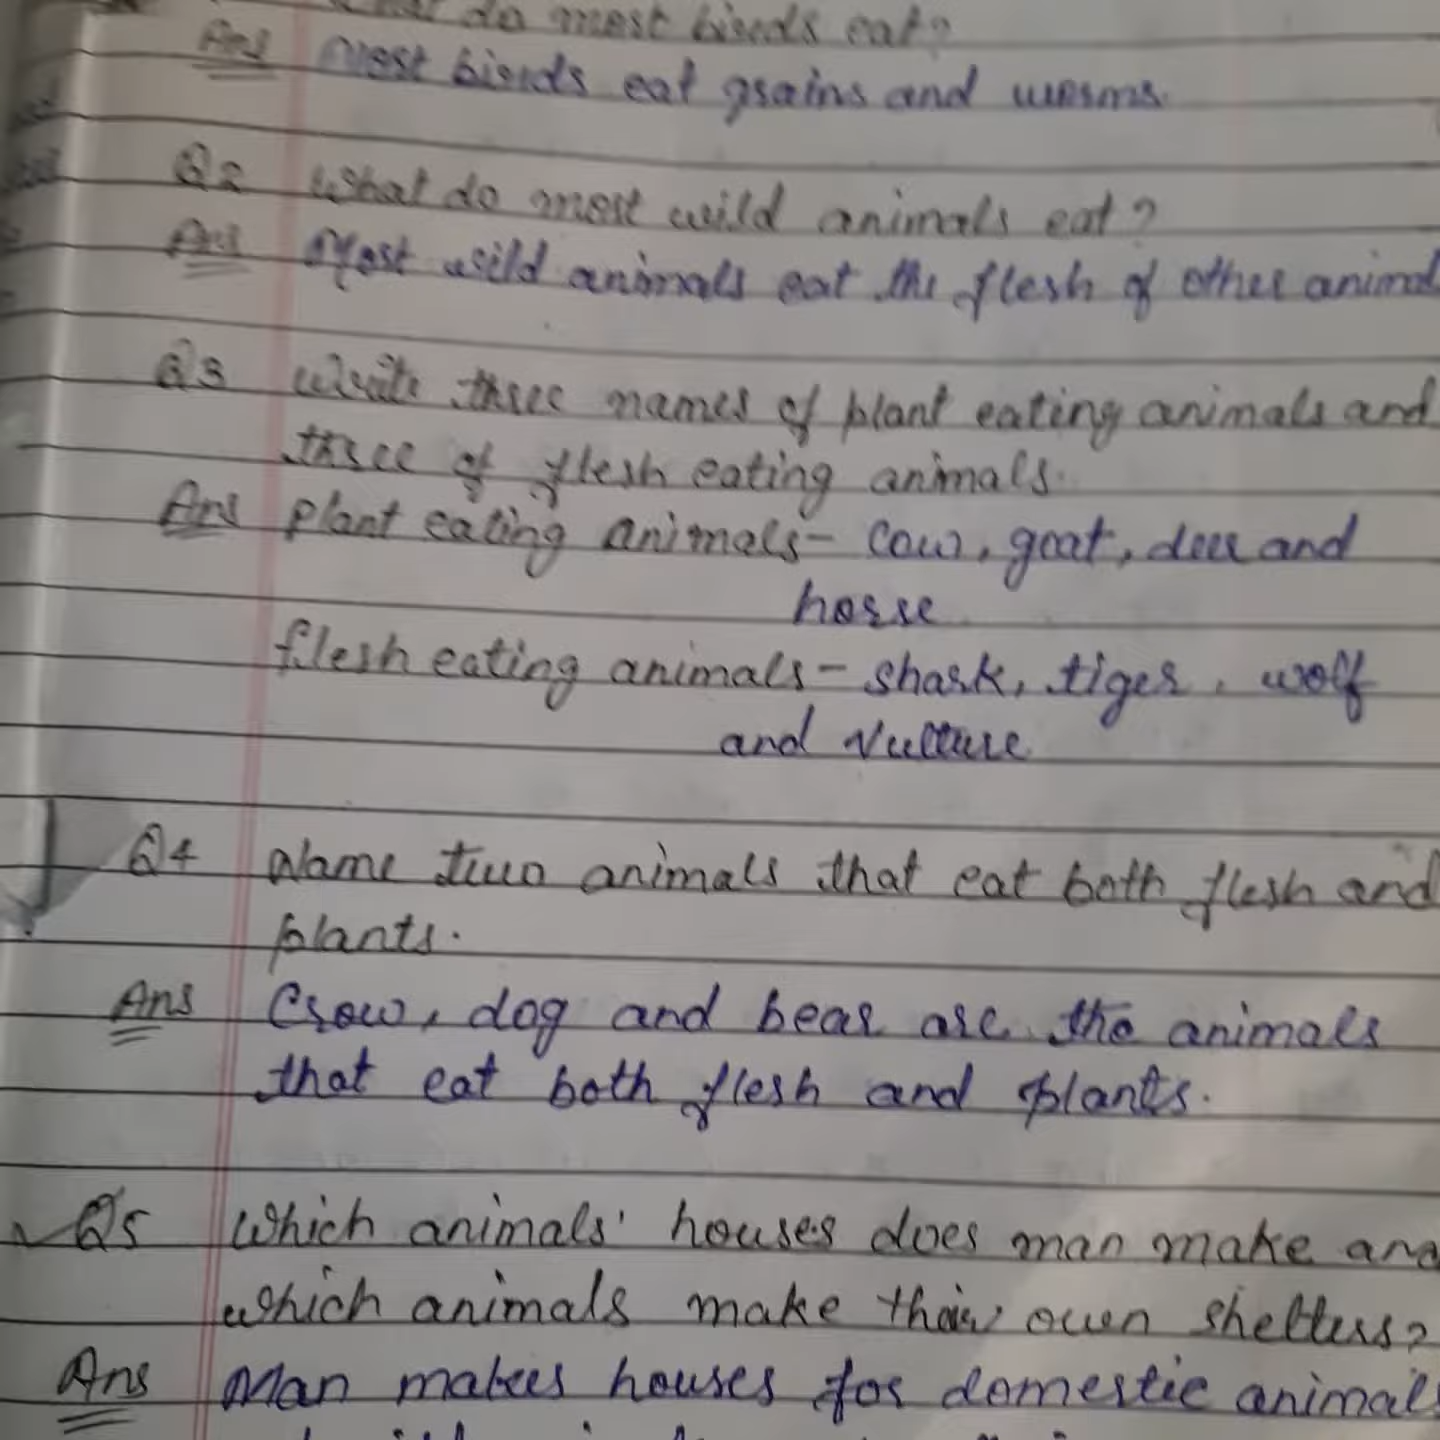 do most birds eat?
Ans Most birds eat grains and worms.
Q2 What do most wild animals eat?
Ans Most wild animals eat the flesh of other animal
Q3 Write three names of plant eating animals and
three of flesh eating animals.
Ans plant eating animals- Cow, goat, deer and
horse
flesh eating animals- shark, tiger, wolf
and Vulture
Q4 Name two animals that eat both flesh and
plants.
Ans Crow, dog and bear are the animals
that eat both flesh and plants.
Q5 Which animals' houses does man make and
which animals make their own shelters?
Ans Man makes houses for domestic animals